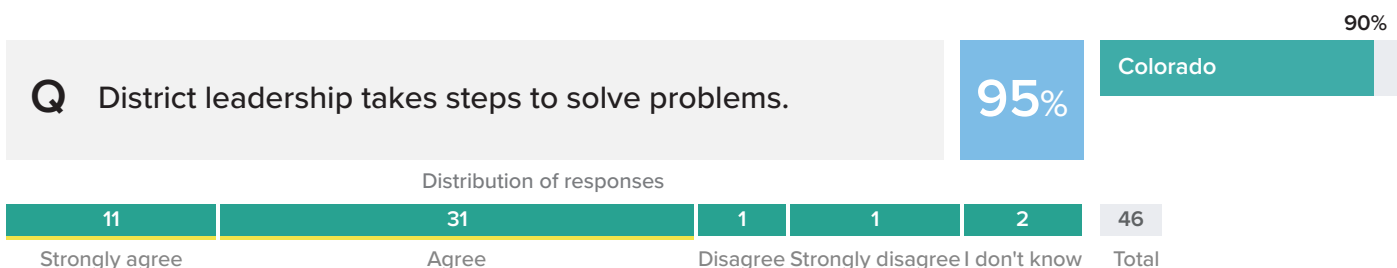 90%
Q District leadership takes steps to solve problems. 95% Colorado
Distribution of responses
11 31 1 1 2 46
Strongly agree Agree Disagree Strongly disagree I don't know Total